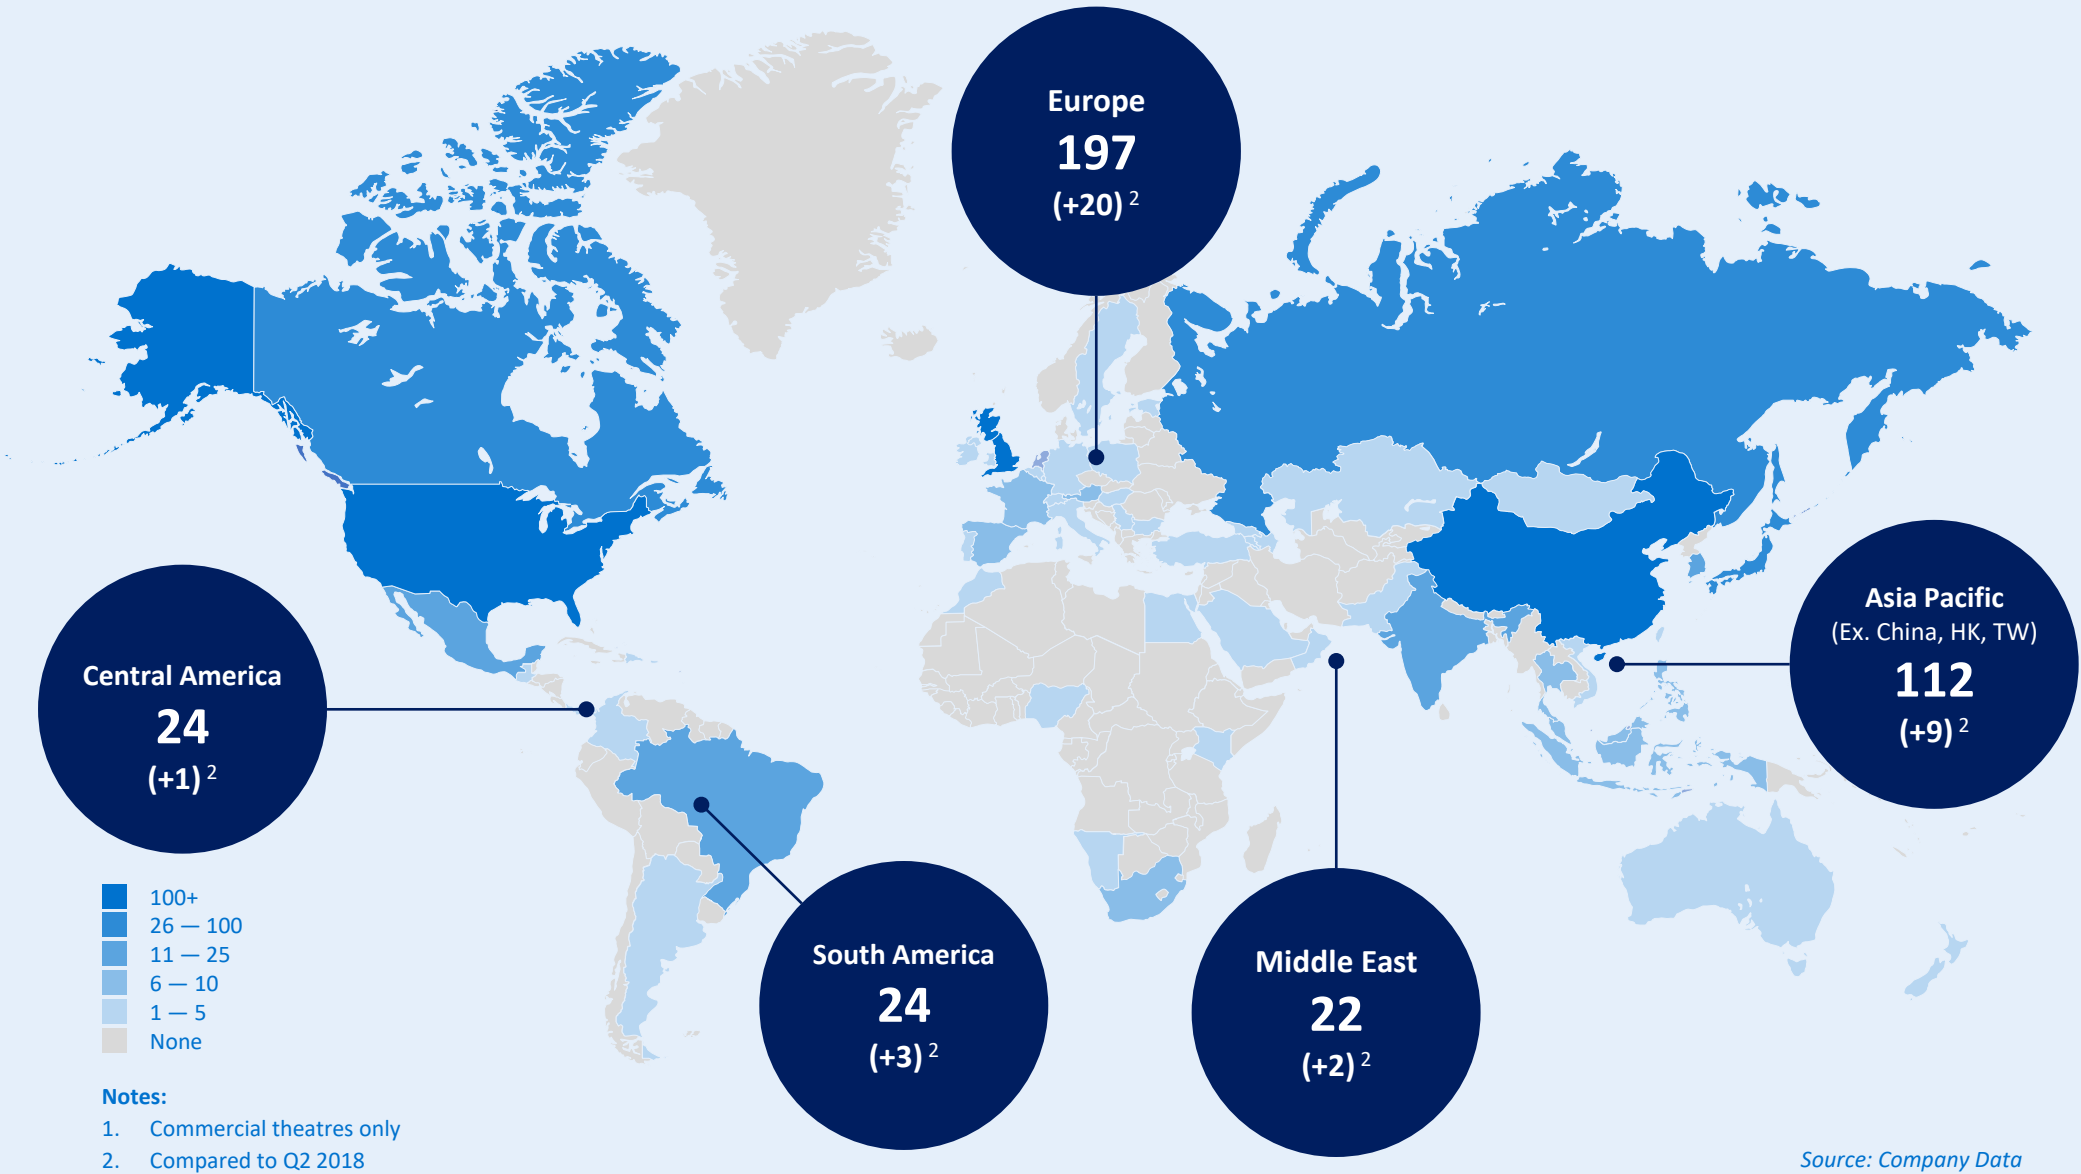 Europe
197
(+20) 2
Asia Pacific
(Ex. China, HK, TW)
112
(+9) 2
Central America
24
(+1) 2
South America
24
(+3) 2
Middle East
22
(+2) 2
100+
26 — 100
11 — 25
6 — 10
1 — 5
None
Notes:
1. Commercial theatres only
2. Compared to Q2 2018
Source: Company Data